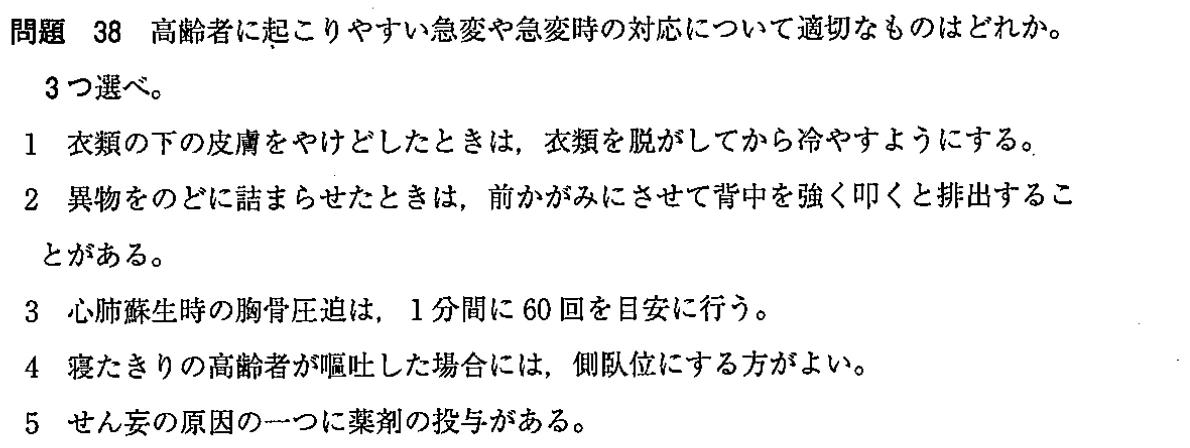 問題 38 高齢者に起こりやすい急変や急変時の対応について適切なものはどれか。
3つ選べ。
1 衣類の下の皮膚をやけどしたときは，衣類を脱がしてから冷やすようにする。
2 異物をのどに詰まらせたときは，前かがみにさせて背中を強く叩くと排出するこ
とがある。
3 心肺蘇生時の胸骨圧迫は，1分間に60回を目安に行う。
4 寝たきりの高齢者が嘔吐した場合には，側臥位にする方がよい。
5 せん妄の原因の一つに薬剤の投与がある。